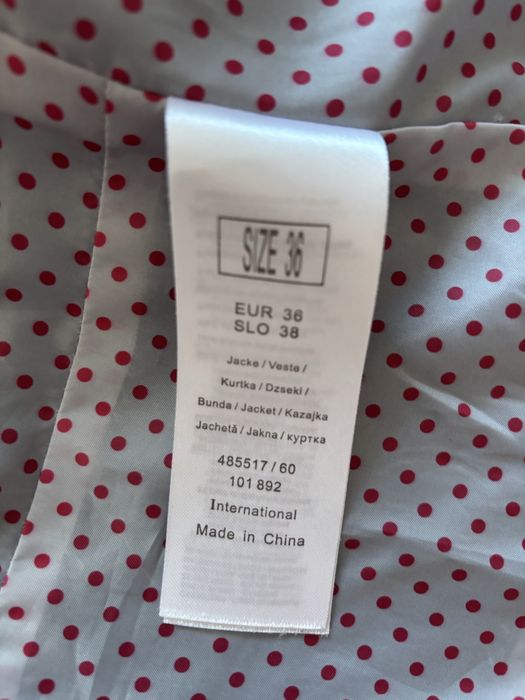 SIZE 36
EUR 36
SLO 38
Jacke / Veste /
Kurtka / Dzseki /
Bunda / Jacket / Kazajka
Jachetă / Jakna / куртка
485517 / 60
101 892
International
Made in China